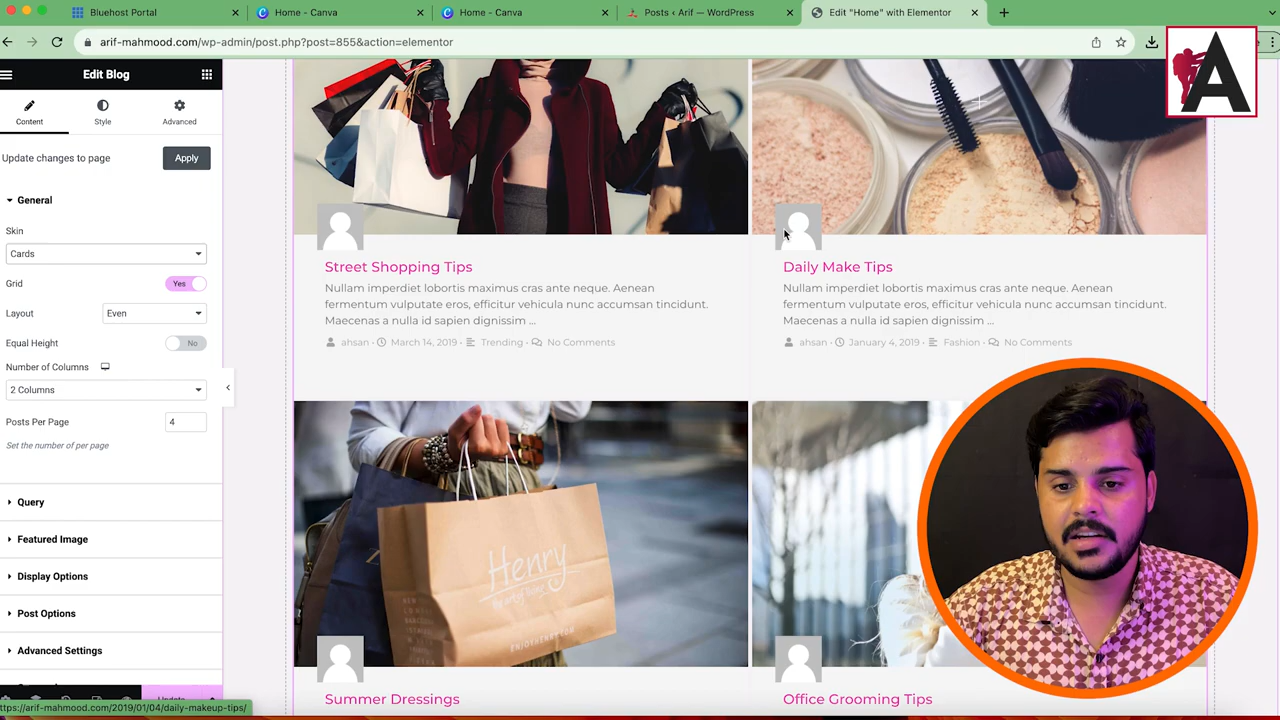 Bluehost Portal
Home - Canva
Home - Canva
Posts ‹ Arif — WordPress
Edit "Home" with Elementor
arif-mahmood.com/wp-admin/post.php?post=855&action=elementor
A
Edit Blog
Content
Style
Advanced
Update changes to page
Apply
General
Skin
Cards
Grid
Yes
Layout
Even
Equal Height
No
Number of Columns
2 Columns
Posts Per Page
4
Set the number of per page
Query
Featured Image
Display Options
Post Options
Advanced Settings
Update
ttps://arif-mahmood.com/2019/01/04/daily-makeup-tips/
Street Shopping Tips
Nullam imperdiet lobortis maximus cras ante neque. Aenean
fermentum vulputate eros, efficitur vehicula nunc accumsan tincidunt.
Maecenas a nulla id sapien dignissim ...
ahsan · March 14, 2019 · Trending · No Comments
Daily Make Tips
Nullam imperdiet lobortis maximus cras ante neque. Aenean
fermentum vulputate eros, efficitur vehicula nunc accumsan tincidunt.
Maecenas a nulla id sapien dignissim ...
ahsan · January 4, 2019 · Fashion · No Comments
Henry
Summer Dressings
Office Grooming Tips